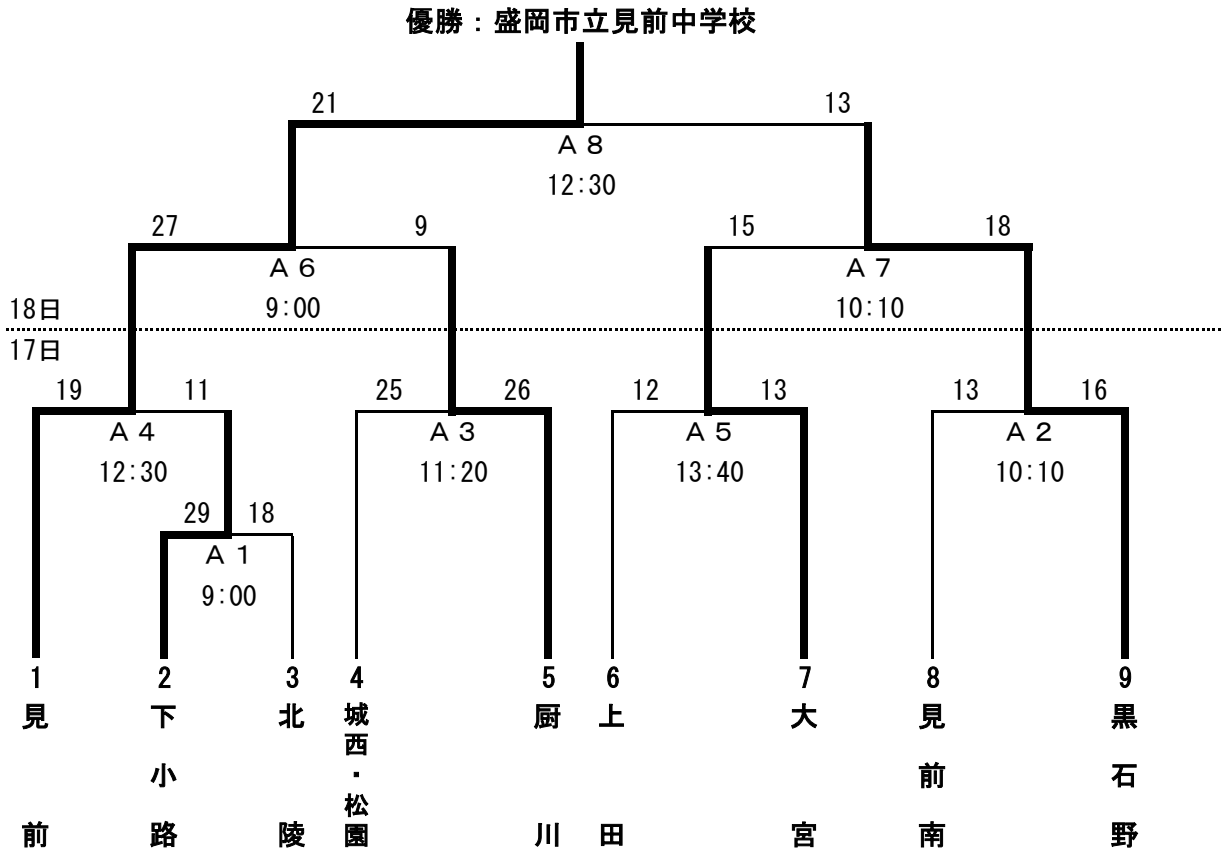 優勝：盛岡市立見前中学校
21 13
Ａ８
12:30
27 9 15 18
Ａ６ Ａ７
18日 9:00 10:10
17日
19 11 25 26 12 13 13 16
Ａ４ Ａ３ Ａ５ Ａ２
12:30 11:20 13:40 10:10
29 18
Ａ１
9:00
1 2 3 4 5 6 7 8 9
見前
下小路
北陵
城西・松園
厨川
上田
大宮
見前南
黒石野